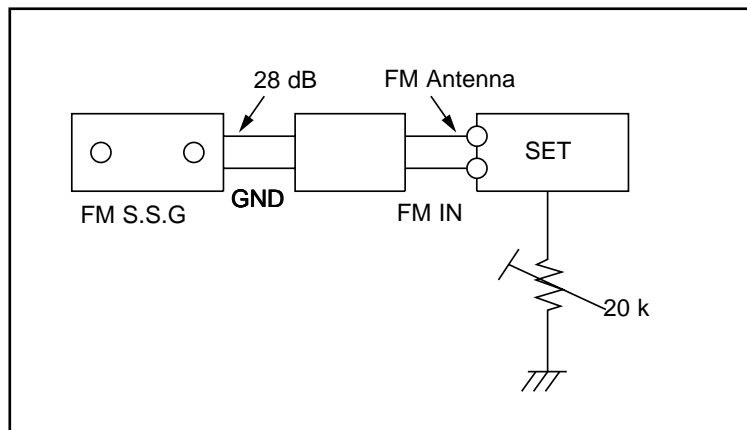 28 dB
FM Antenna
SET
FM S.S.G
GND
FM IN
20 k